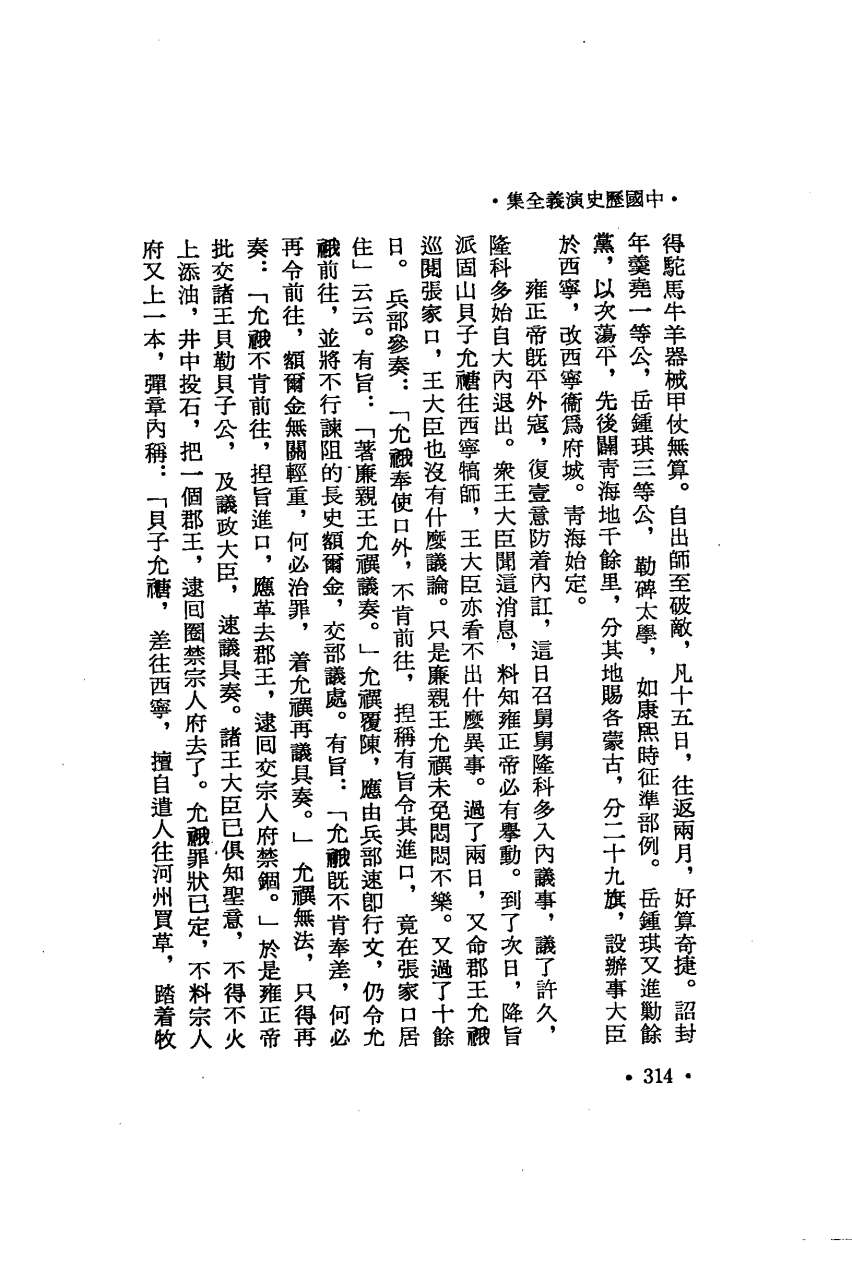 •中國歷史演義全集•
得駝馬牛羊器械甲仗無算。自出師至破敵，凡十五日，往返兩月，好算奇捷。詔封
年羹堯一等公，岳鍾琪三等公，勒碑太學，如康熙時征準部例。岳鍾琪又進勦餘
黨，以次蕩平，先後闢青海地千餘里，分其地賜各蒙古，分二十九旗，設辦事大臣
於西寧，改西寧衞爲府城。青海始定。
雍正帝旣平外寇，復壹意防着內訌，這日召舅舅隆科多入內議事，議了許久，
隆科多始自大內退出。衆王大臣聞這消息，料知雍正帝必有擧動。到了次日，降旨
派固山貝子允禟往西寧犒師，王大臣亦看不出什麼異事。過了兩日，又命郡王允䄉
巡閱張家口，王大臣也沒有什麼議論。只是廉親王允禩未免悶悶不樂。又過了十餘
日。兵部參奏：「允䄉奉使口外，不肯前往，捏稱有旨令其進口，竟在張家口居
住」云云。有旨：「著廉親王允禩議奏。」允禩覆陳，應由兵部速卽行文，仍令允
䄉前往，並將不行諫阻的長史額爾金，交部議處。有旨：「允䄉旣不肯奉差，何必
再令前往，額爾金無關輕重，何必治罪，着允禩再議具奏。」允禩無法，只得再
奏：「允䄉不肯前往，捏旨進口，應革去郡王，逮回交宗人府禁錮。」於是雍正帝
批交諸王貝勒貝子公，及議政大臣，速議具奏。諸王大臣已俱知聖意，不得不火
上添油，井中投石，把一個郡王，逮回圈禁宗人府去了。允䄉罪狀已定，不料宗人
府又上一本，彈章內稱：「貝子允禟，差往西寧，擅自遣人往河州買草，踏着牧
•314•